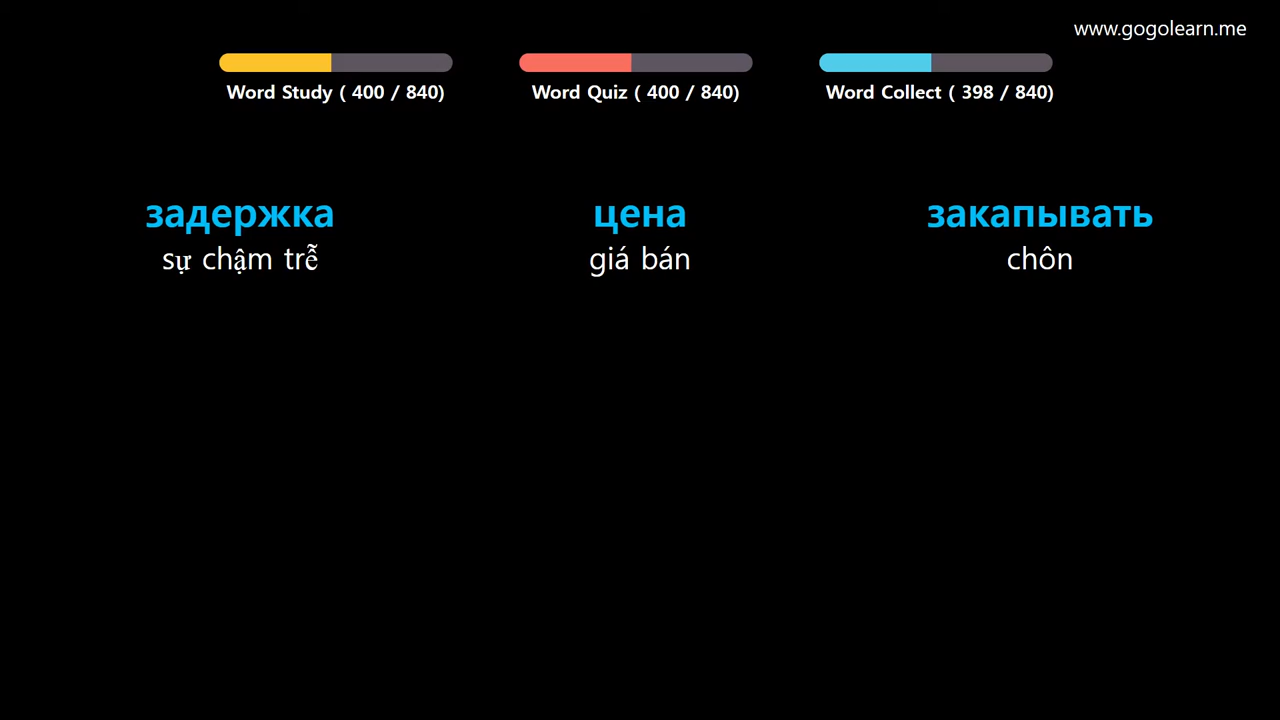 www.gogolearn.me
Word Study ( 400 / 840)
Word Quiz ( 400 / 840)
Word Collect ( 398 / 840)
задержка
sự chậm trễ
цена
giá bán
закапывать
chôn